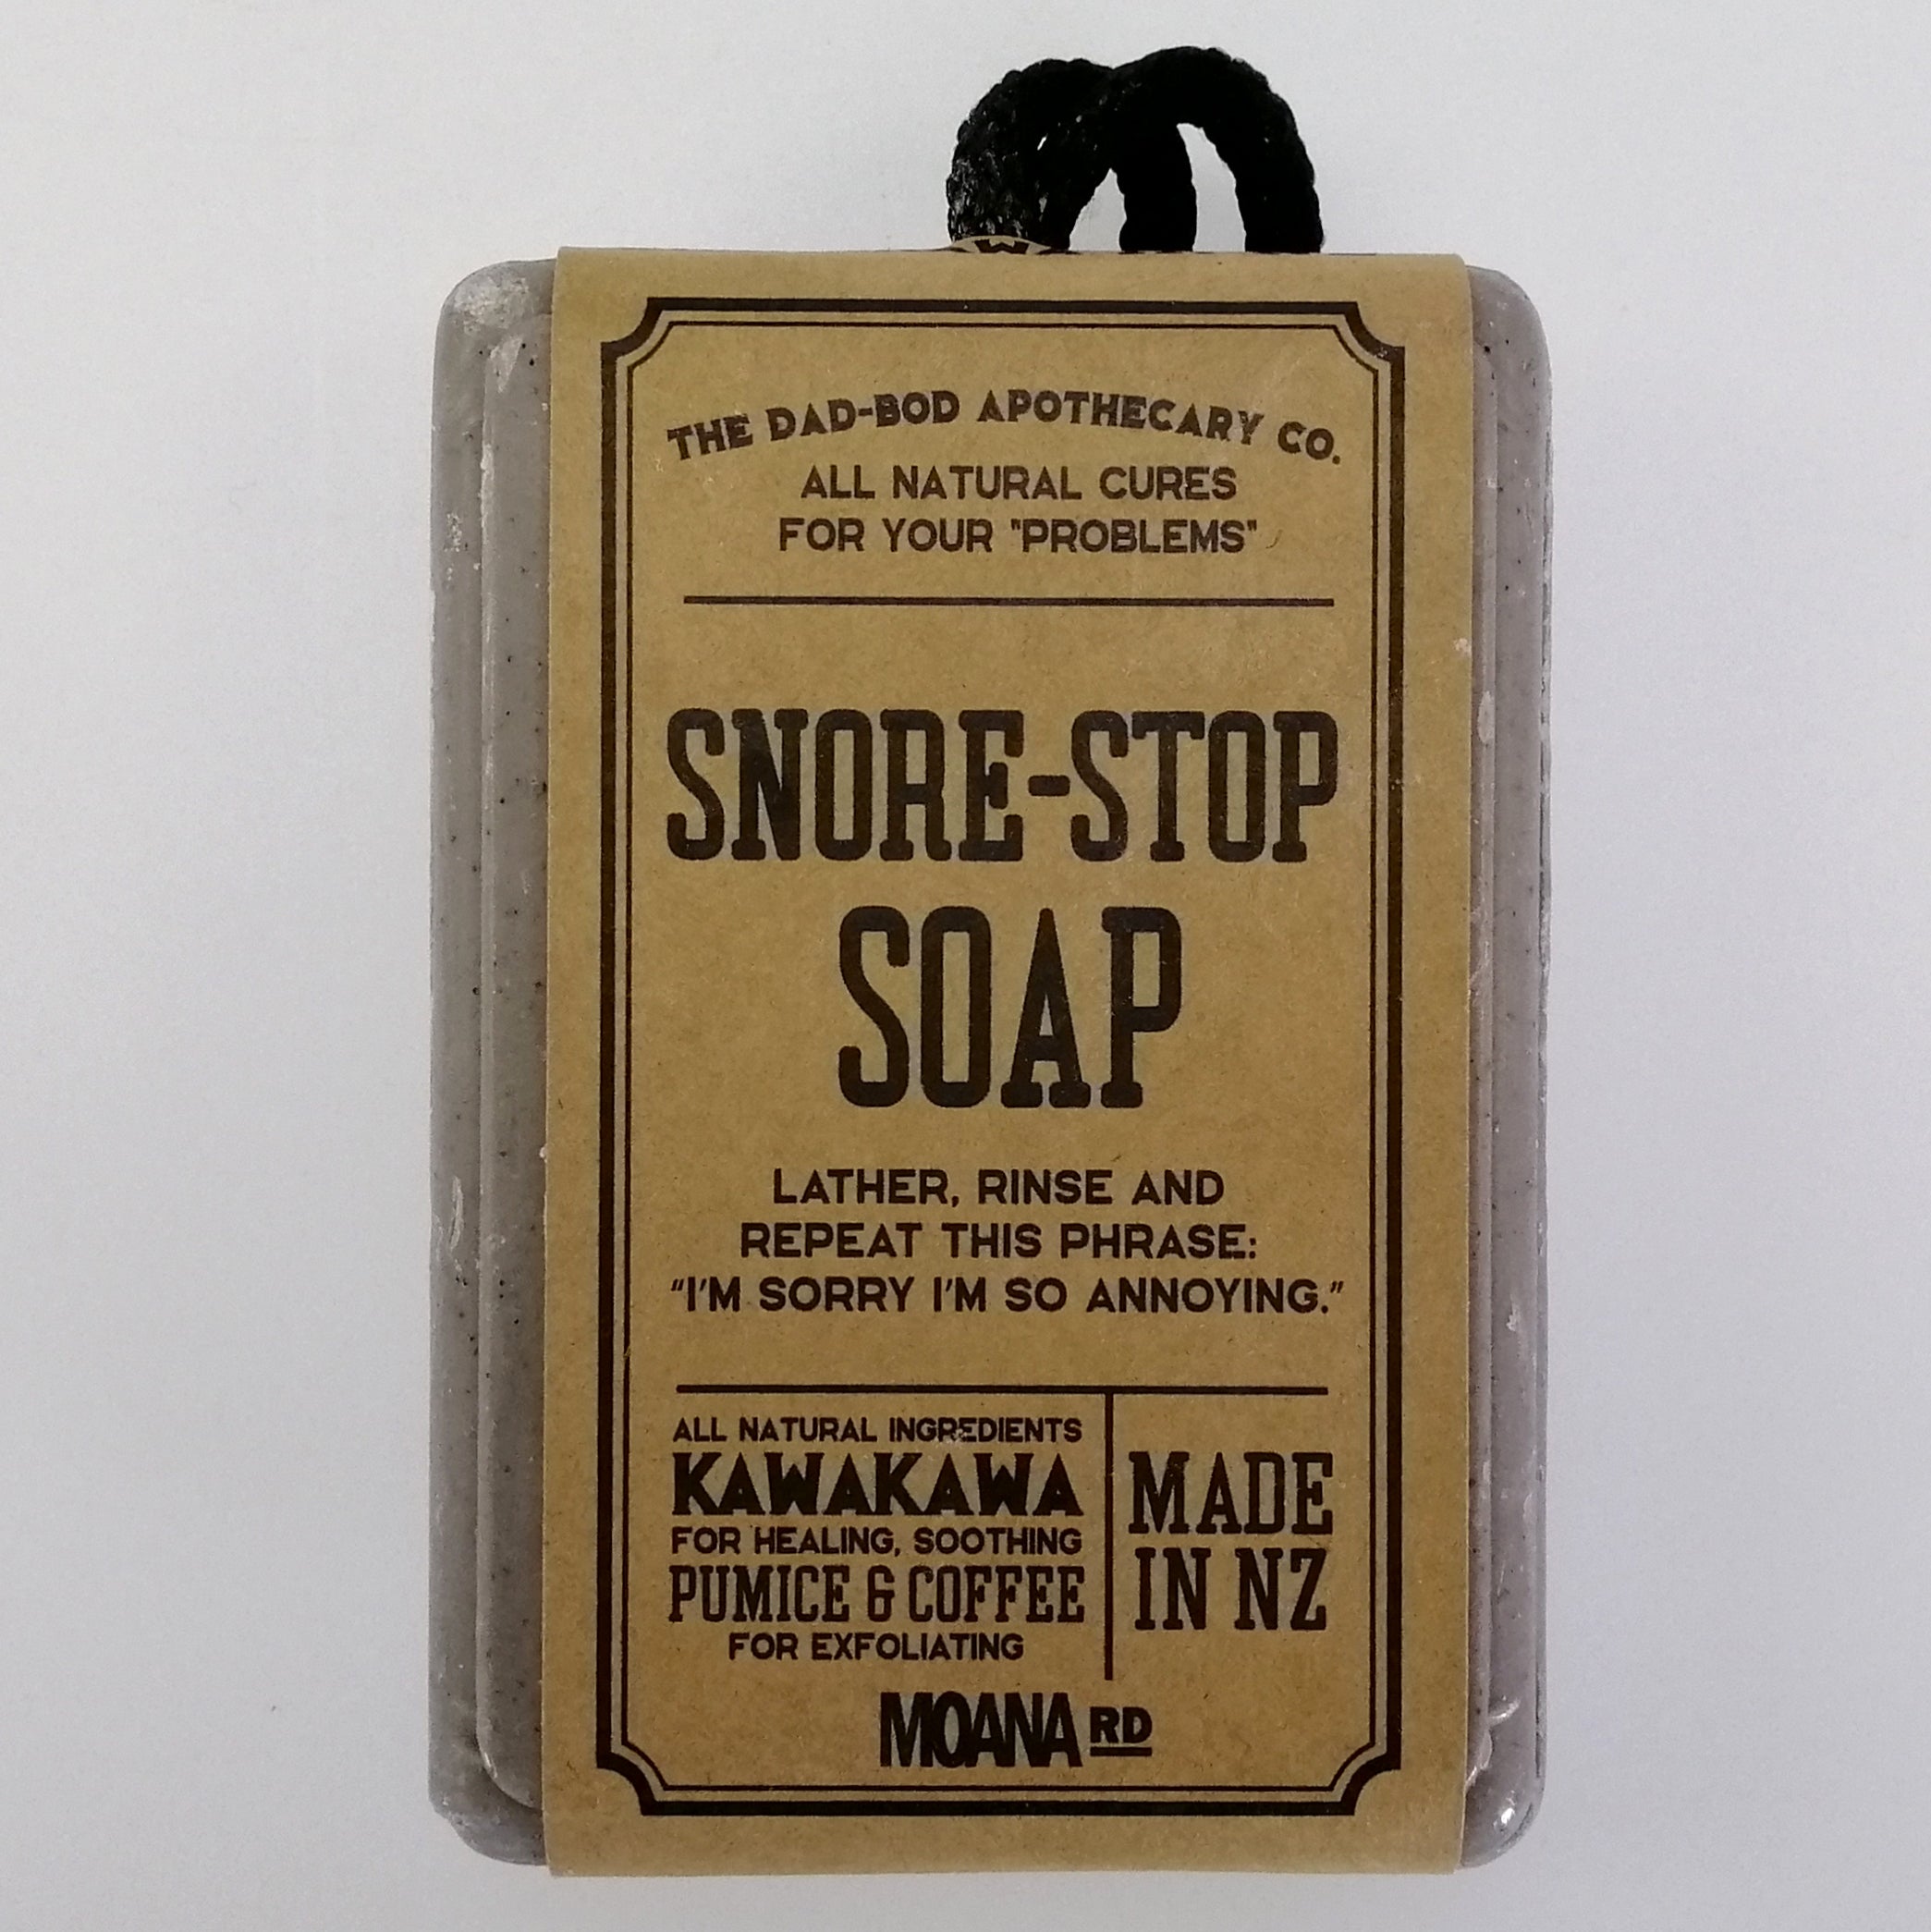 THE DAD-BOD APOTHECARY CO.
ALL NATURAL CURES
FOR YOUR "PROBLEMS"
SNORE-STOP
SOAP
LATHER, RINSE AND
REPEAT THIS PHRASE:
“I'M SORRY I'M SO ANNOYING.”
ALL NATURAL INGREDIENTS
KAWAKAWA
FOR HEALING, SOOTHING
PUMICE & COFFEE
FOR EXFOLIATING
MADE
IN NZ
MOANA RD